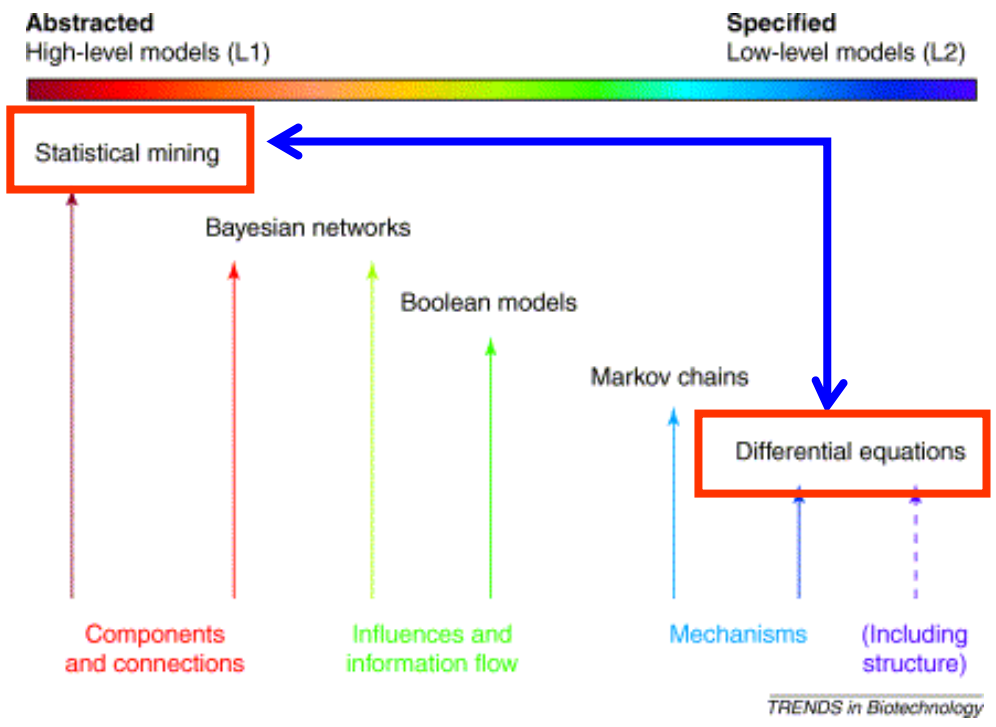 Abstracted
High-level models (L1)
Specified
Low-level models (L2)
Statistical mining
Bayesian networks
Boolean models
Markov chains
Differential equations
Components
and connections
Influences and
information flow
Mechanisms
(Including
structure)
TRENDS in Biotechnology